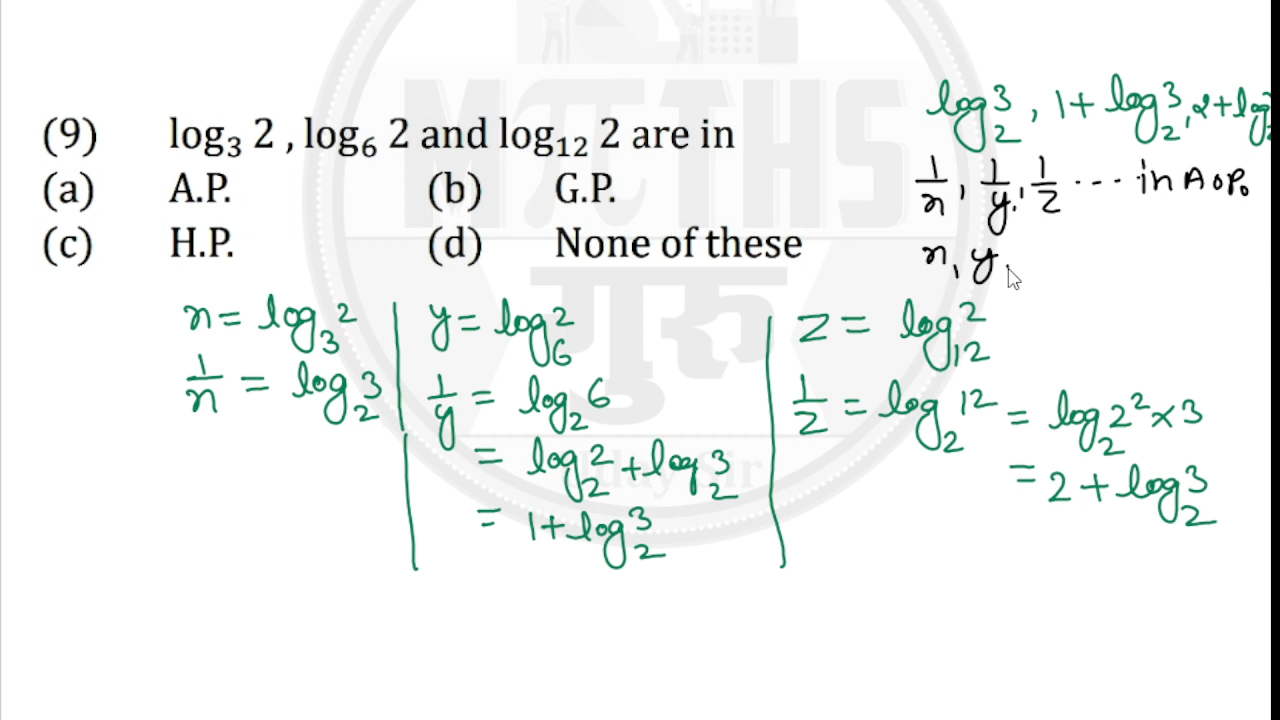 (9) log₃ 2 , log₆ 2 and log₁₂ 2 are in
(a) A.P. (b) G.P.
(c) H.P. (d) None of these
log₂3 , 1 + log₂3 , 2 + log
1/x , 1/y , 1/z ... in A.P.
x, y
x = log₃2
1/x = log₂3
y = log₆2
1/y = log₂6
= log₂2 + log₂3
= 1 + log₂3
z = log₁₂2
1/z = log₂12 = log₂2² × 3
= 2 + log₂3
MπTHS
गुरु